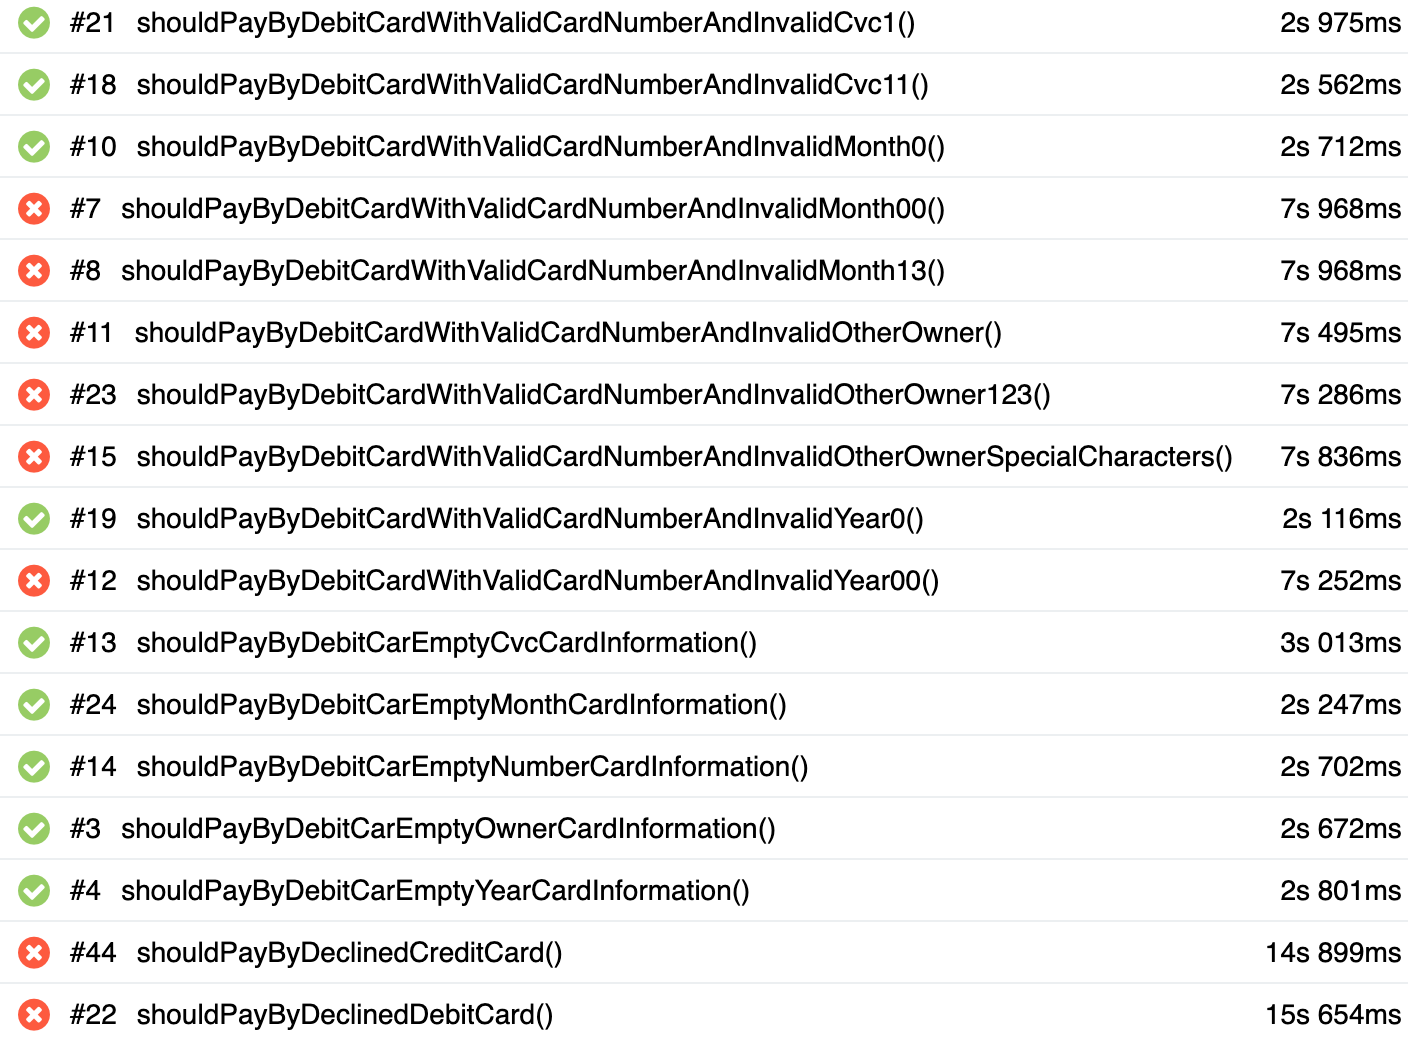 #21 shouldPayByDebitCardWithValidCardNumberAndInvalidCvc1() 2s 975ms
#18 shouldPayByDebitCardWithValidCardNumberAndInvalidCvc11() 2s 562ms
#10 shouldPayByDebitCardWithValidCardNumberAndInvalidMonth0() 2s 712ms
#7 shouldPayByDebitCardWithValidCardNumberAndInvalidMonth00() 7s 968ms
#8 shouldPayByDebitCardWithValidCardNumberAndInvalidMonth13() 7s 968ms
#11 shouldPayByDebitCardWithValidCardNumberAndInvalidOtherOwner() 7s 495ms
#23 shouldPayByDebitCardWithValidCardNumberAndInvalidOtherOwner123() 7s 286ms
#15 shouldPayByDebitCardWithValidCardNumberAndInvalidOtherOwnerSpecialCharacters() 7s 836ms
#19 shouldPayByDebitCardWithValidCardNumberAndInvalidYear0() 2s 116ms
#12 shouldPayByDebitCardWithValidCardNumberAndInvalidYear00() 7s 252ms
#13 shouldPayByDebitCarEmptyCvcCardInformation() 3s 013ms
#24 shouldPayByDebitCarEmptyMonthCardInformation() 2s 247ms
#14 shouldPayByDebitCarEmptyNumberCardInformation() 2s 702ms
#3 shouldPayByDebitCarEmptyOwnerCardInformation() 2s 672ms
#4 shouldPayByDebitCarEmptyYearCardInformation() 2s 801ms
#44 shouldPayByDeclinedCreditCard() 14s 899ms
#22 shouldPayByDeclinedDebitCard() 15s 654ms